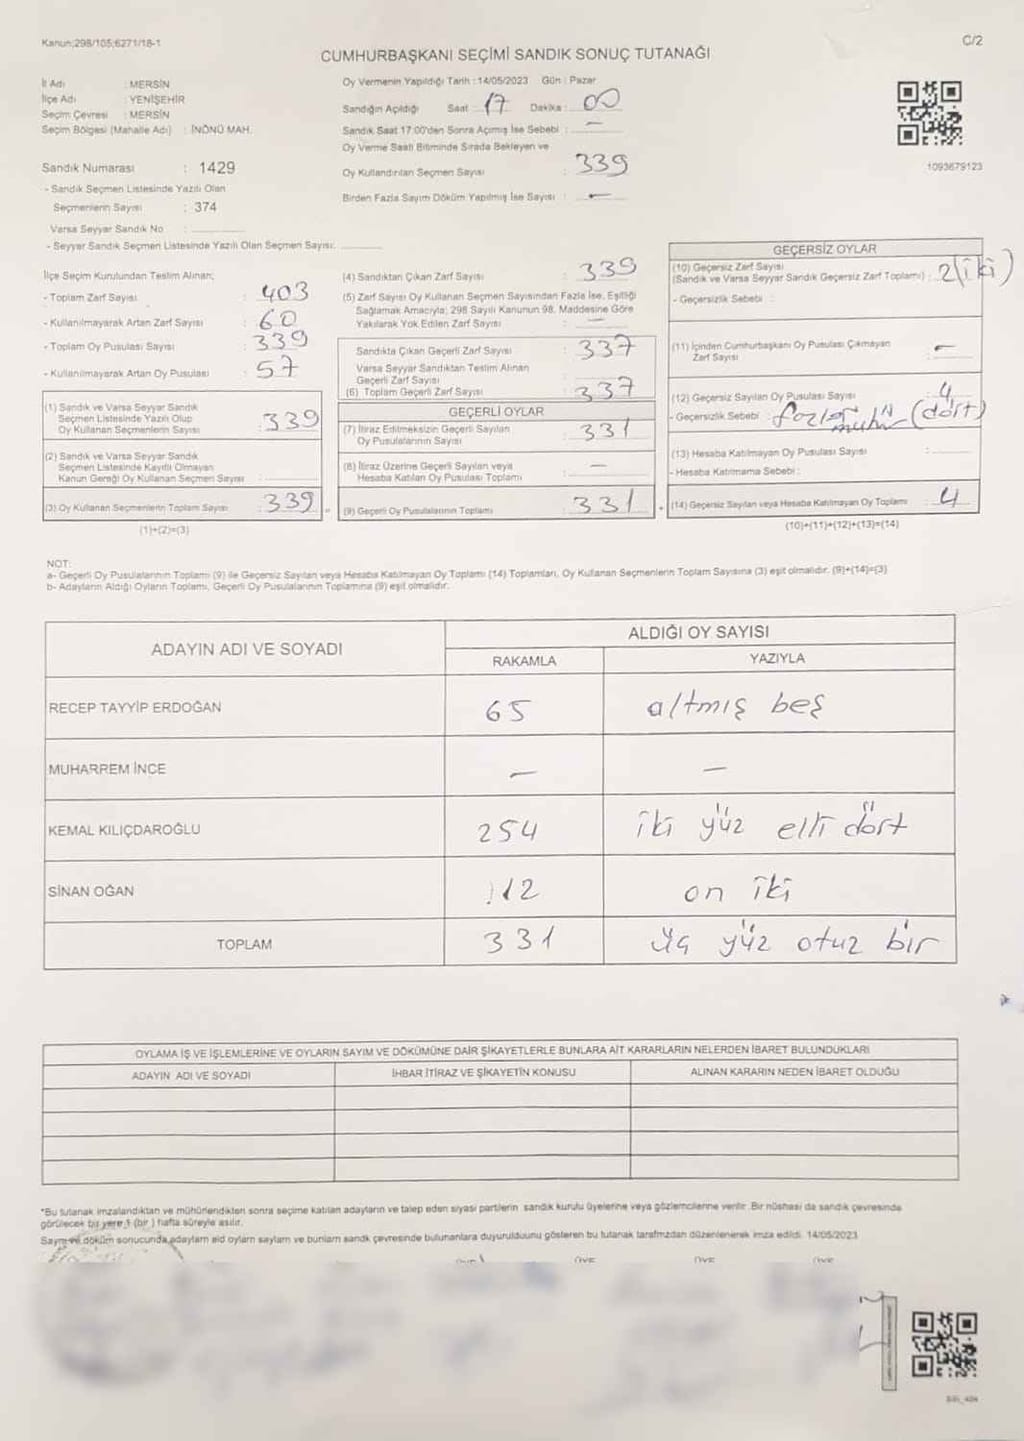 Kanun;298/105;6271/18-1
C/2
CUMHURBAŞKANI SEÇİMİ SANDIK SONUÇ TUTANAĞI
İl Adı : MERSİN
İlçe Adı : YENİŞEHİR
Seçim Çevresi : MERSİN
Seçim Bölgesi (Mahalle Adı) : İNÖNÜ MAH.
Sandık Numarası : 1429
- Sandık Seçmen Listesinde Yazılı Olan
Seçmenlerin Sayısı : 374
Varsa Seyyar Sandık No :
- Seyyar Sandık Seçmen Listesinde Yazılı Olan Seçmen Sayısı:
Oy Vermenin Yapıldığı Tarih : 14/05/2023 Gün : Pazar
Sandığın Açıldığı Saat : 17 Dakika : 00
Sandık Saat 17:00'den Sonra Açımış İse Sebebi : —
Oy Verme Saati Bitiminde Sırada Bekleyen ve
Oy Kullandırılan Seçmen Sayısı : 339
Birden Fazla Sayım Döküm Yapılmış İse Sayısı : —
1093679123
İlçe Seçim Kurulundan Teslim Alınan;
- Toplam Zarf Sayısı : 403
- Kullanılmayarak Artan Zarf Sayısı : 60
- Toplam Oy Pusulası Sayısı : 339
- Kullanılmayarak Artan Oy Pusulası : 57
(1) Sandık ve Varsa Seyyar Sandık
Seçmen Listesinde Yazılı Olup
Oy Kullanan Seçmenlerin Sayısı : 339
(2) Sandık ve Varsa Seyyar Sandık
Seçmen Listesinde Kayıtlı Olmayan
Kanun Gereği Oy Kullanan Seçmen Sayısı :
(3) Oy Kullanan Seçmenlerin Toplam Sayısı : 339
(1)+(2)=(3)
(4) Sandıktan Çıkan Zarf Sayısı : 339
(5) Zarf Sayısı Oy Kullanan Seçmen Sayısından Fazla İse, Eşitliği
Sağlamak Amacıyla; 298 Sayılı Kanunun 98. Maddesine Göre
Yakılarak Yok Edilen Zarf Sayısı : —
Sandıkta Çıkan Geçerli Zarf Sayısı : 337
Varsa Seyyar Sandıktan Teslim Alınan
Geçerli Zarf Sayısı
(6) Toplam Geçerli Zarf Sayısı : 337
GEÇERLİ OYLAR
(7) İtiraz Edilmeksizin Geçerli Sayılan
Oy Pusulalarının Sayısı : 331
(8) İtiraz Üzerine Geçerli Sayılan veya
Hesaba Katılan Oy Pusulası Toplamı : —
(9) Geçerli Oy Pusulalarının Toplamı : 331
GEÇERSİZ OYLAR
(10) Geçersiz Zarf Sayısı
(Sandık ve Varsa Seyyar Sandık Geçersiz Zarf Toplamı) : 2 (iki)
- Geçersizlik Sebebi :
(11) İçinden Cumhurbaşkanı Oy Pusulası Çıkmayan
Zarf Sayısı : —
(12) Geçersiz Sayılan Oy Pusulası Sayısı : 4
- Geçersizlik Sebebi : (dört)
(13) Hesaba Katılmayan Oy Pusulası Sayısı :
- Hesaba Katılmama Sebebi :
(14) Geçersiz Sayılan veya Hesaba Katılmayan Oy Toplamı : 4
(10)+(11)+(12)+(13)=(14)
NOT:
a- Geçerli Oy Pusulalarının Toplamı (9) ile Geçersiz Sayılan veya Hesaba Katılmayan Oy Toplamı (14) Toplamları, Oy Kullanan Seçmenlerin Toplam Sayısına (3) eşit olmalıdır. (9)+(14)=(3)
b- Adayların Aldığı Oyların Toplamı, Geçerli Oy Pusulalarının Toplamına (9) eşit olmalıdır.
ADAYIN ADI VE SOYADI
ALDIĞI OY SAYISI
RAKAMLA YAZIYLA
RECEP TAYYİP ERDOĞAN 65 altmış beş
MUHARREM İNCE — —
KEMAL KILIÇDAROĞLU 254 iki yüz elli dört
SİNAN OĞAN 12 on iki
TOPLAM 331 üç yüz otuz bir
OYLAMA İŞ VE İŞLEMLERİNE VE OYLARIN SAYIM VE DÖKÜMÜNE DAİR ŞİKAYETLERLE BUNLARA AİT KARARLARIN NELERDEN İBARET BULUNDUKLARI
ADAYIN ADI VE SOYADI İHBAR İTİRAZ VE ŞİKAYETİN KONUSU ALINAN KARARIN NEDEN İBARET OLDUĞU
*Bu tutanak imzalandıktan ve mühürlendikten sonra seçime katılan adayların ve talep eden siyasi partilerin sandık kurulu üyelerine veya gözlemcilerine verilir. Bir nüshası da sandık çevresinde
görülecek bir yere 1 (bir) hafta süreyle asılır.
Sayım ve döküm sonucunda adayların aldığı oyların sayısını ve bunların sandık çevresinde bulunanlara duyurulduğunu gösteren bu tutanak tarafımızdan düzenlenerek imza edildi. 14/05/2023